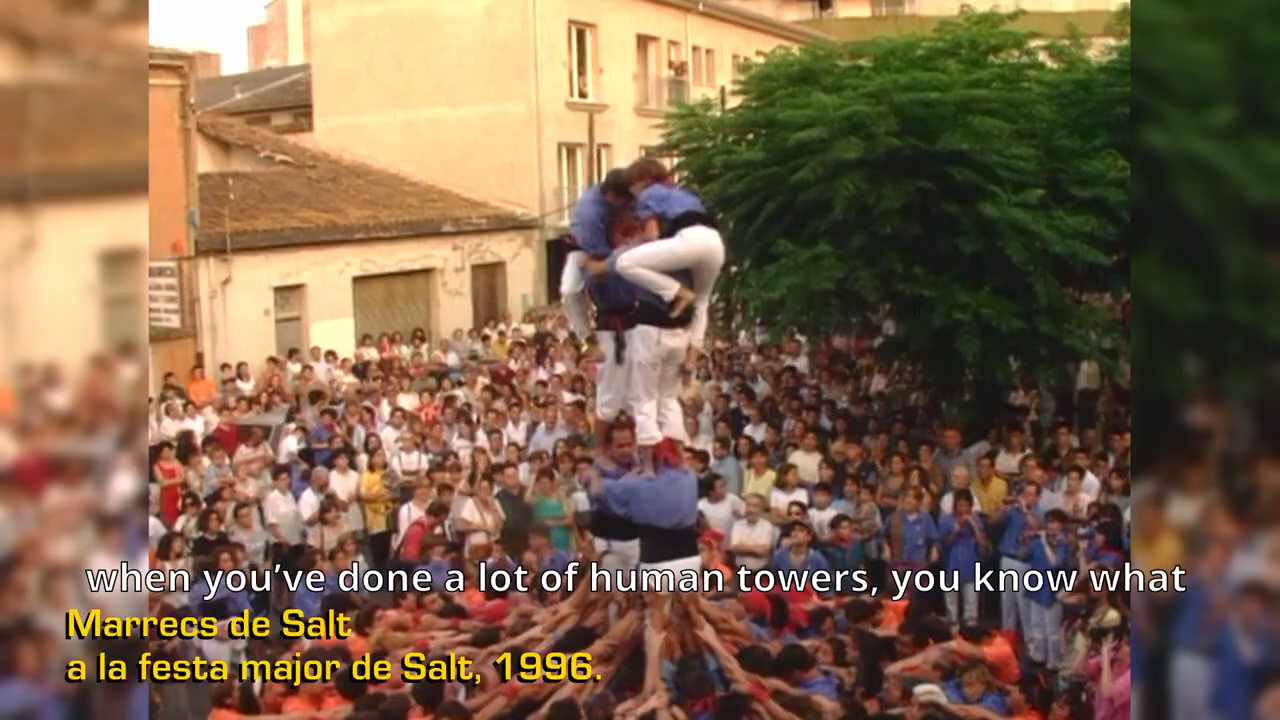 when you've done a lot of human towers, you know what
Marrecs de Salt
a la festa major de Salt, 1996.